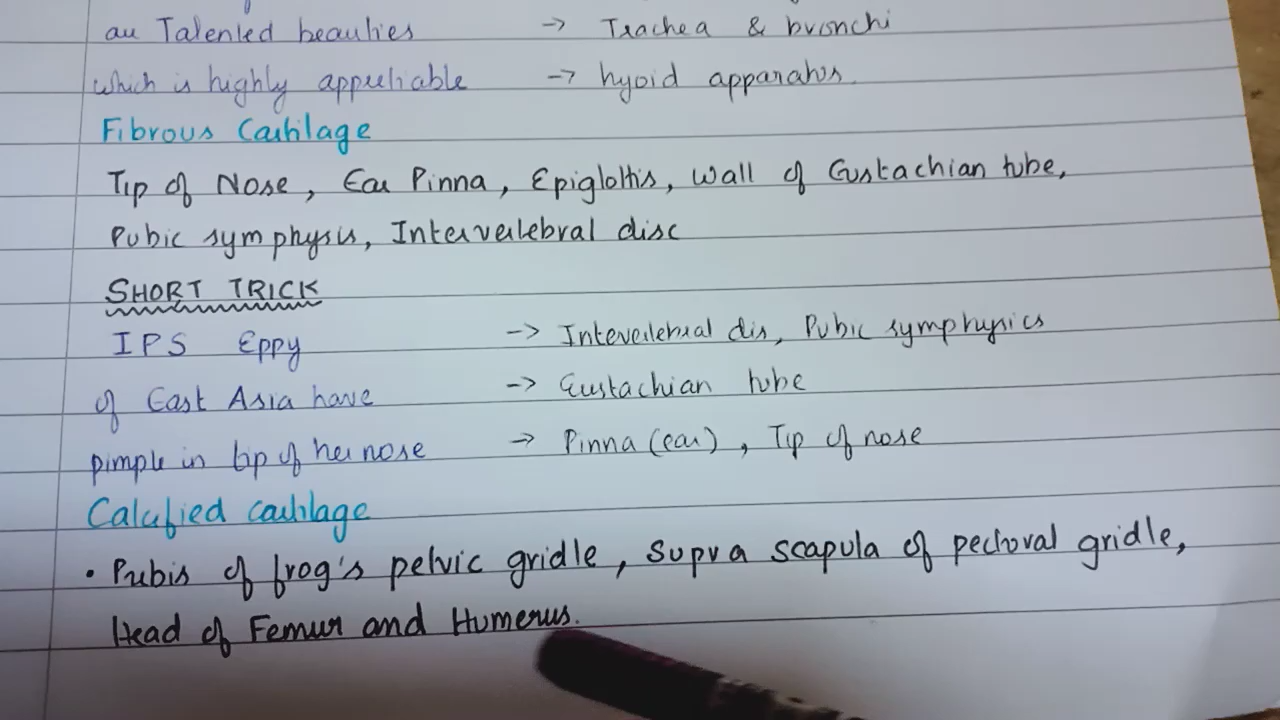 au Talented beauties → Trachea & bronchi
which is highly appreliable → hyoid apparatus.
Fibrous Cartilage
Tip of Nose, Ear Pinna, Epiglottis, wall of Eustachian tube,
Pubic symphysis, Intervertebral disc
SHORT TRICK
IPS Eppy → Intervertebral dis, Pubic symphysics
of East Asia have → Eustachian tube
pimple in tip of her nose → Pinna (ear), Tip of nose
Calcified cartilage
• Pubis of frog's pelvic gridle, supra scapula of pectoral gridle,
Head of Femur and Humerus.